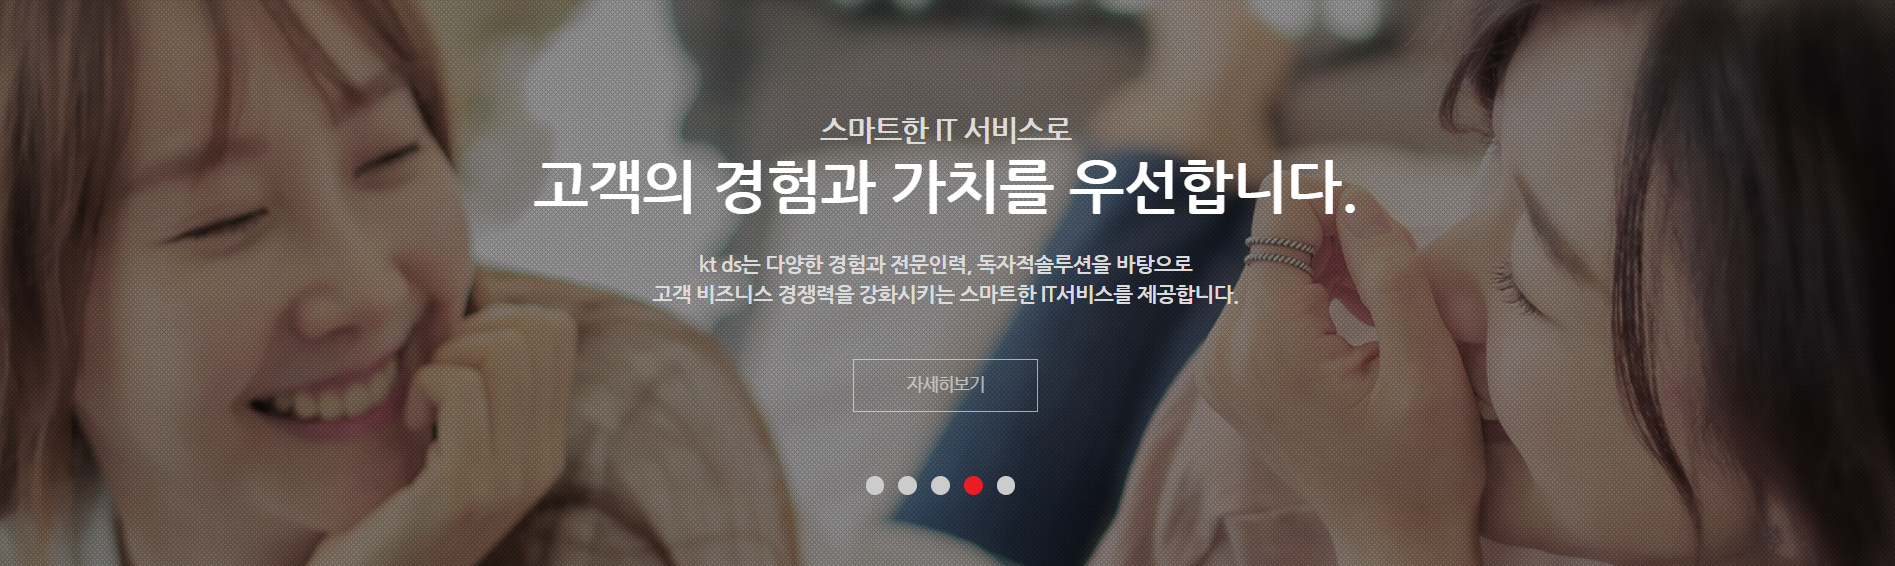 스마트한 IT 서비스로
고객의 경험과 가치를 우선합니다.
kt ds는 다양한 경험과 전문인력, 독자적솔루션을 바탕으로
고객 비즈니스 경쟁력을 강화시키는 스마트한 IT서비스를 제공합니다.
자세히보기